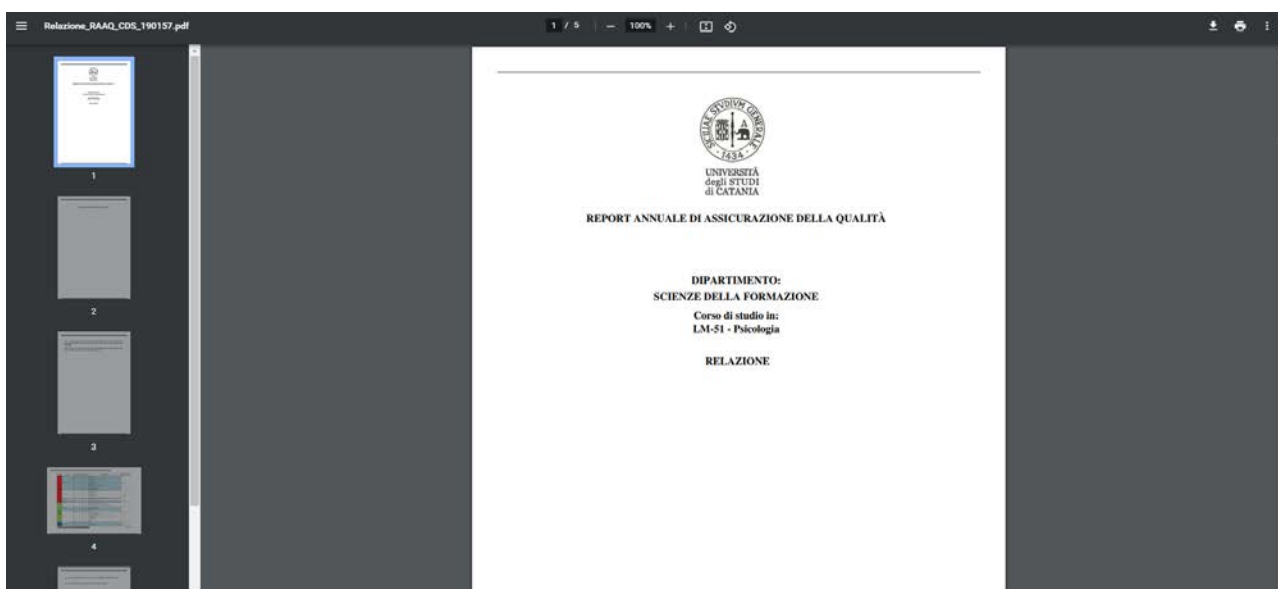 Relazione_RAAQ_CDS_190157.pdf
1 / 5
100%
1
2
3
4
SICILIAE STVDIVM GENERALE
1434
UNIVERSITÀ
degli STUDI
di CATANIA
REPORT ANNUALE DI ASSICURAZIONE DELLA QUALITÀ
DIPARTIMENTO:
SCIENZE DELLA FORMAZIONE
Corso di studio in:
LM-51 - Psicologia
RELAZIONE